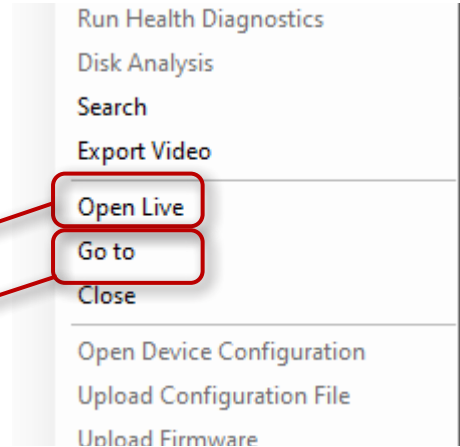 Run Health Diagnostics
Disk Analysis
Search
Export Video
Open Live
Go to
Close
Open Device Configuration
Upload Configuration File
Upload Firmware